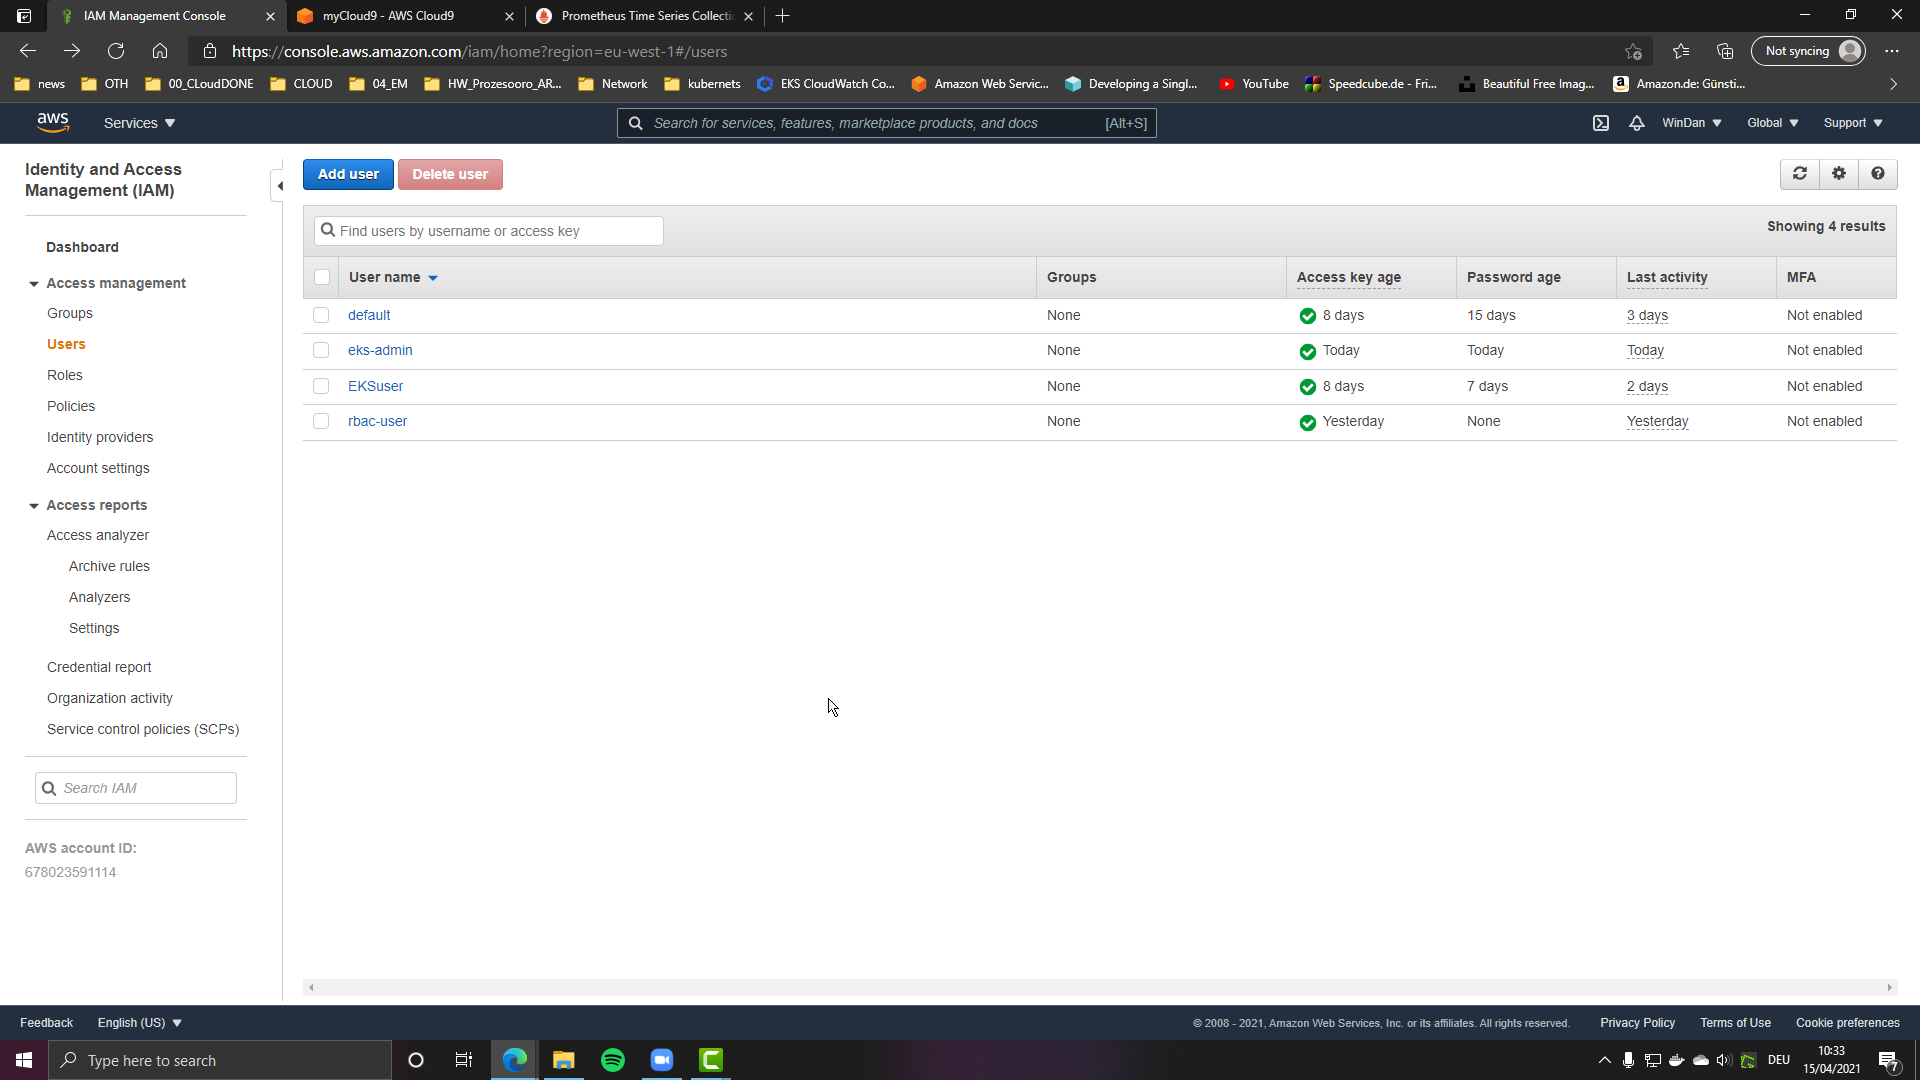 IAM Management Console
myCloud9 - AWS Cloud9
Prometheus Time Series Collecti
https://console.aws.amazon.com/iam/home?region=eu-west-1#/users
Not syncing
news
OTH
00_CLoudDONE
CLOUD
04_EM
HW_Prozesooro_AR...
Network
kubernets
EKS CloudWatch Co...
Amazon Web Servic...
Developing a Singl...
YouTube
Speedcube.de - Fri...
Beautiful Free Imag...
Amazon.de: Günsti...
aws
Services
Search for services, features, marketplace products, and docs
[Alt+S]
WinDan
Global
Support
Identity and Access
Management (IAM)
Dashboard
Access management
Groups
Users
Roles
Policies
Identity providers
Account settings
Access reports
Access analyzer
Archive rules
Analyzers
Settings
Credential report
Organization activity
Service control policies (SCPs)
Search IAM
AWS account ID:
678023591114
Add user
Delete user
Find users by username or access key
Showing 4 results
User name Groups Access key age Password age Last activity MFA
default None 8 days 15 days 3 days Not enabled
eks-admin None Today Today Today Not enabled
EKSuser None 8 days 7 days 2 days Not enabled
rbac-user None Yesterday None Yesterday Not enabled
Feedback
English (US)
© 2008 - 2021, Amazon Web Services, Inc. or its affiliates. All rights reserved.
Privacy Policy
Terms of Use
Cookie preferences
Type here to search
DEU
10:33
15/04/2021
7